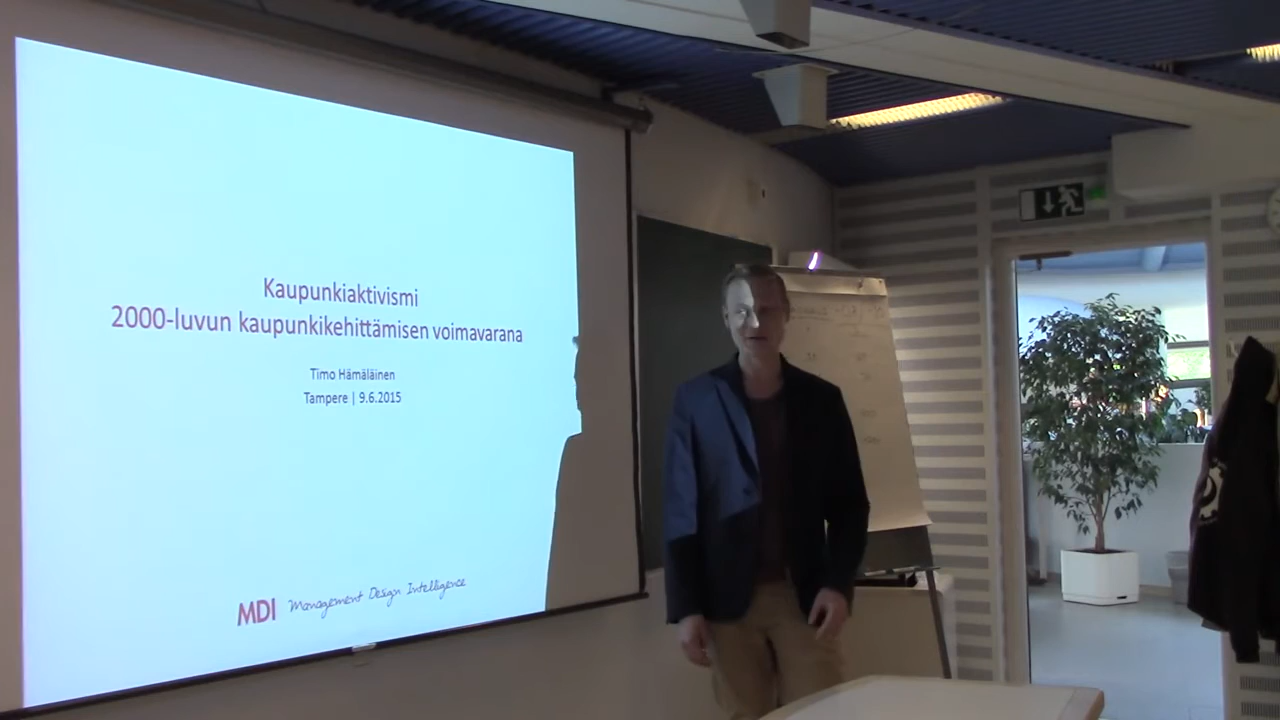 Kaupunkiaktivismi
2000-luvun kaupunkikehittämisen voimavarana
Timo Hämäläinen
Tampere | 9.6.2015
MDI Management Design Intelligence